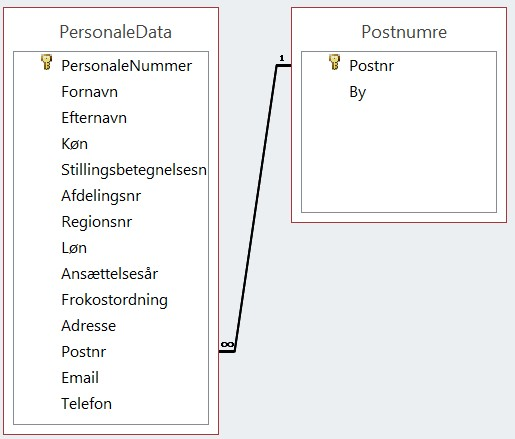 PersonaleData
PersonaleNummer
Fornavn
Efternavn
Køn
Stillingsbetegnelsesn
Afdelingsnr
Regionsnr
Løn
Ansættelsesår
Frokostordning
Adresse
Postnr
Email
Telefon
1
∞
Postnumre
Postnr
By